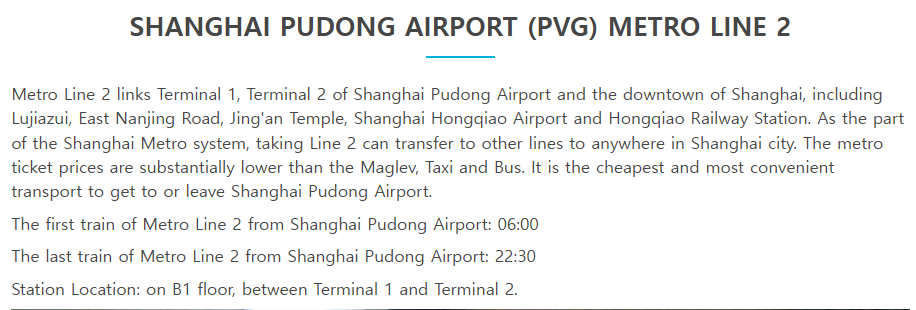 SHANGHAI PUDONG AIRPORT (PVG) METRO LINE 2
Metro Line 2 links Terminal 1, Terminal 2 of Shanghai Pudong Airport and the downtown of Shanghai, including
Lujiazui, East Nanjing Road, Jing'an Temple, Shanghai Hongqiao Airport and Hongqiao Railway Station. As the part
of the Shanghai Metro system, taking Line 2 can transfer to other lines to anywhere in Shanghai city. The metro
ticket prices are substantially lower than the Maglev, Taxi and Bus. It is the cheapest and most convenient
transport to get to or leave Shanghai Pudong Airport.
The first train of Metro Line 2 from Shanghai Pudong Airport: 06:00
The last train of Metro Line 2 from Shanghai Pudong Airport: 22:30
Station Location: on B1 floor, between Terminal 1 and Terminal 2.